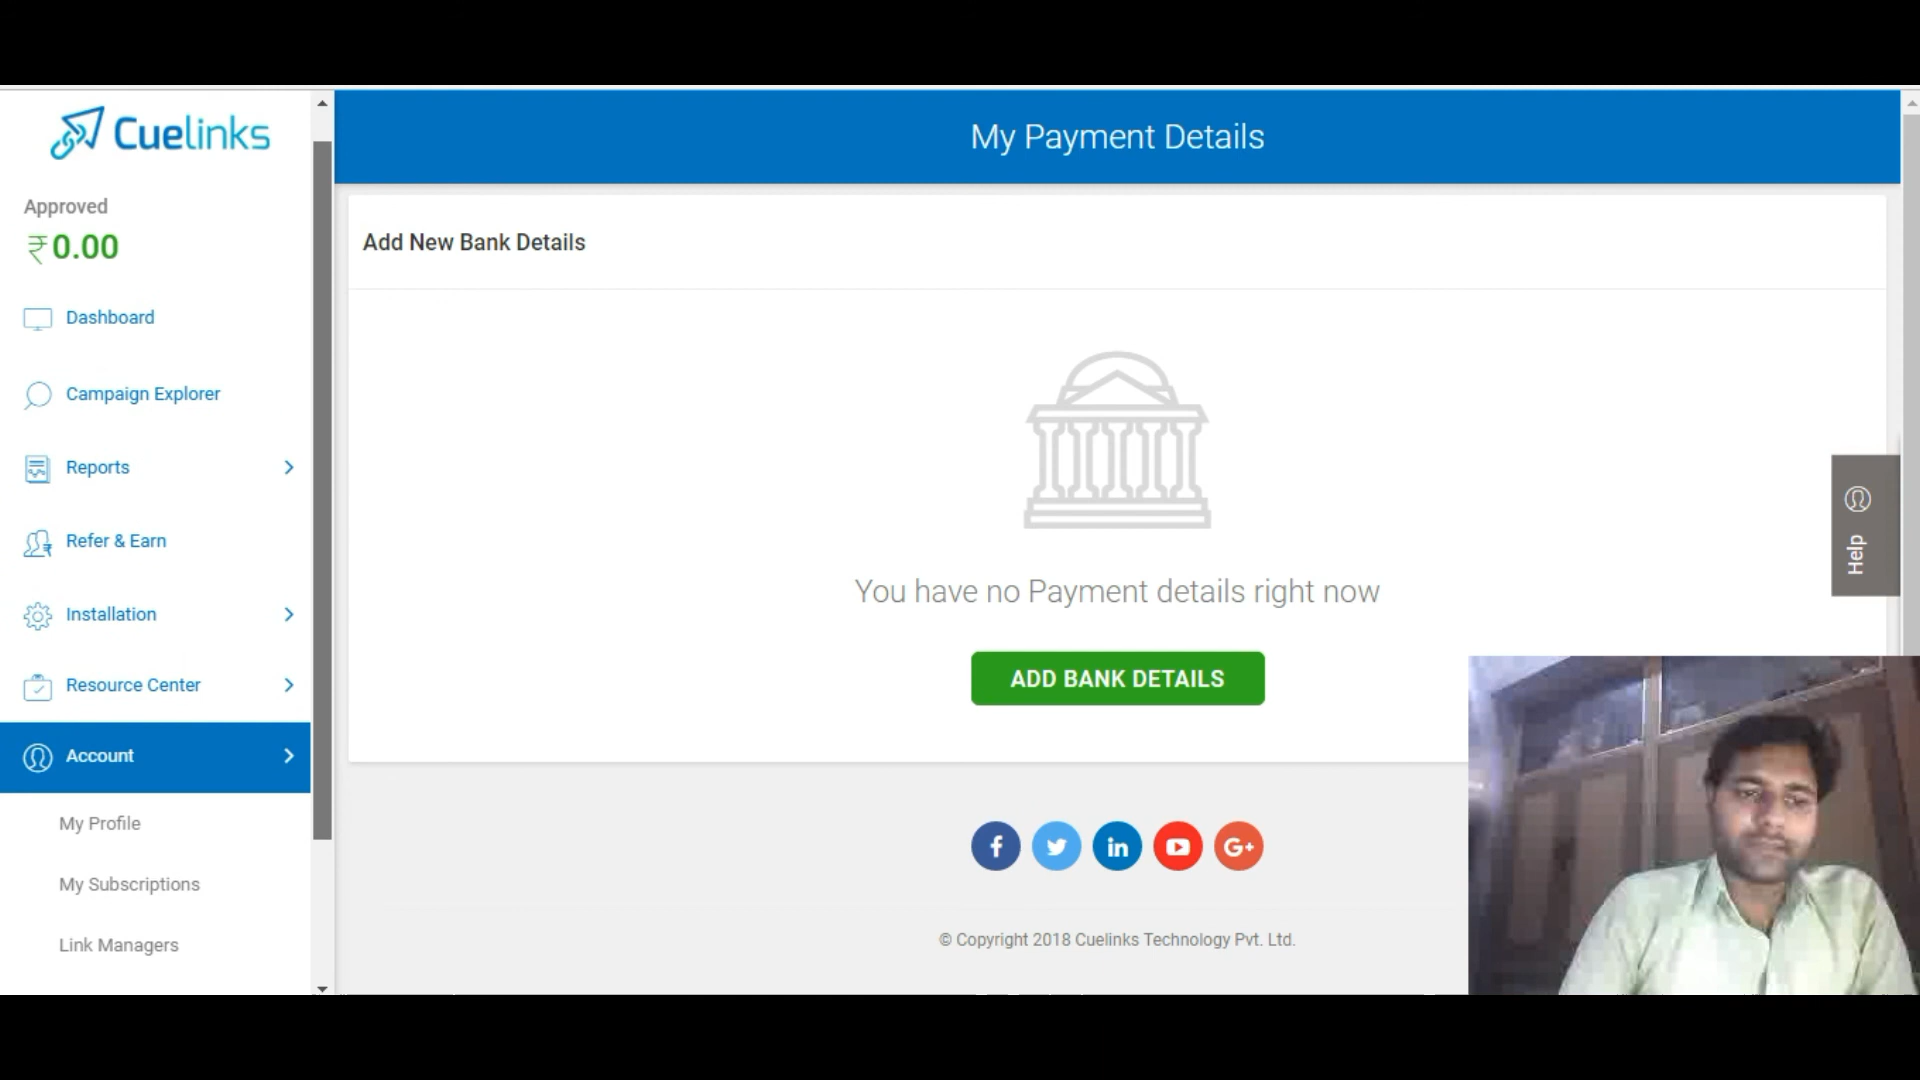 Cuelinks
Approved
₹0.00
Dashboard
Campaign Explorer
Reports
Refer & Earn
Installation
Resource Center
Account
My Profile
My Subscriptions
Link Managers
My Payment Details
Add New Bank Details
You have no Payment details right now
ADD BANK DETAILS
Help
f
in
G+
© Copyright 2018 Cuelinks Technology Pvt. Ltd.